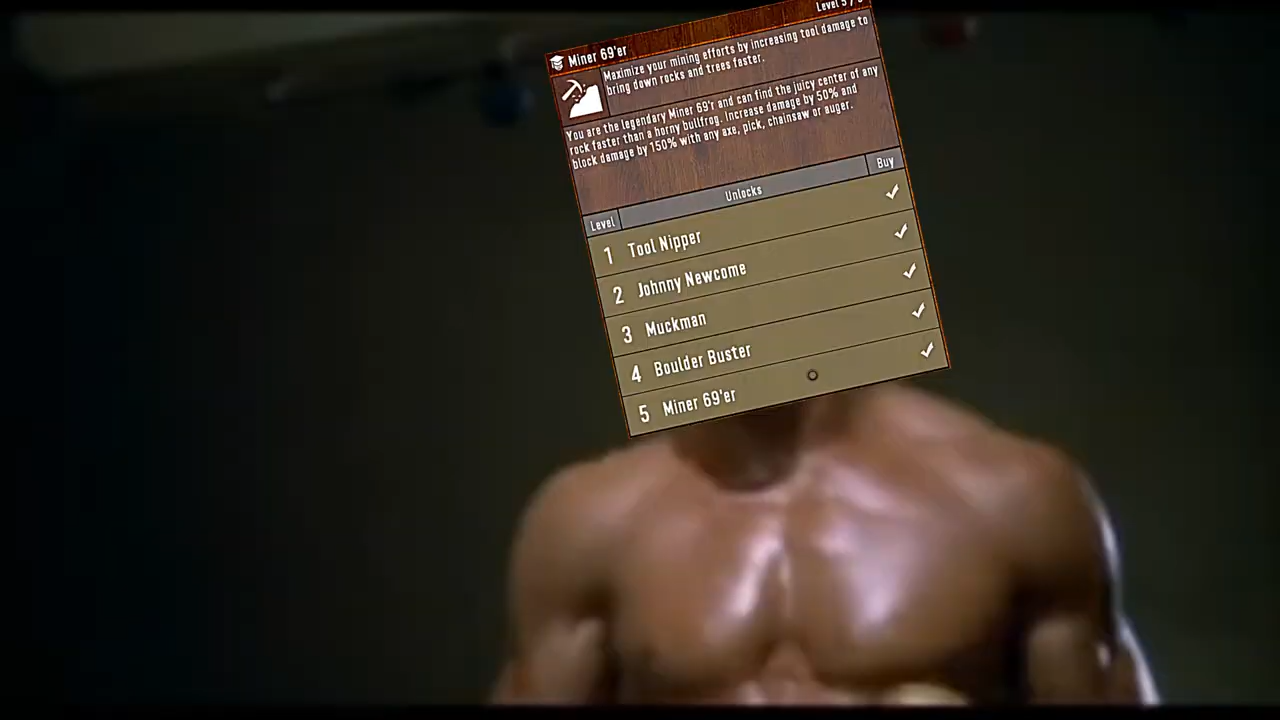 Level 5 / 5
Miner 69'er
Maximize your mining efforts by increasing tool damage to
bring down rocks and trees faster.
You are the legendary Miner 69'r and can find the juicy center of any
rock faster than a horny bullfrog. Increase damage by 50% and
block damage by 150% with any axe, pick, chainsaw or auger.
Level Unlocks Buy
1 Tool Nipper
2 Johnny Newcome
3 Muckman
4 Boulder Buster
5 Miner 69'er